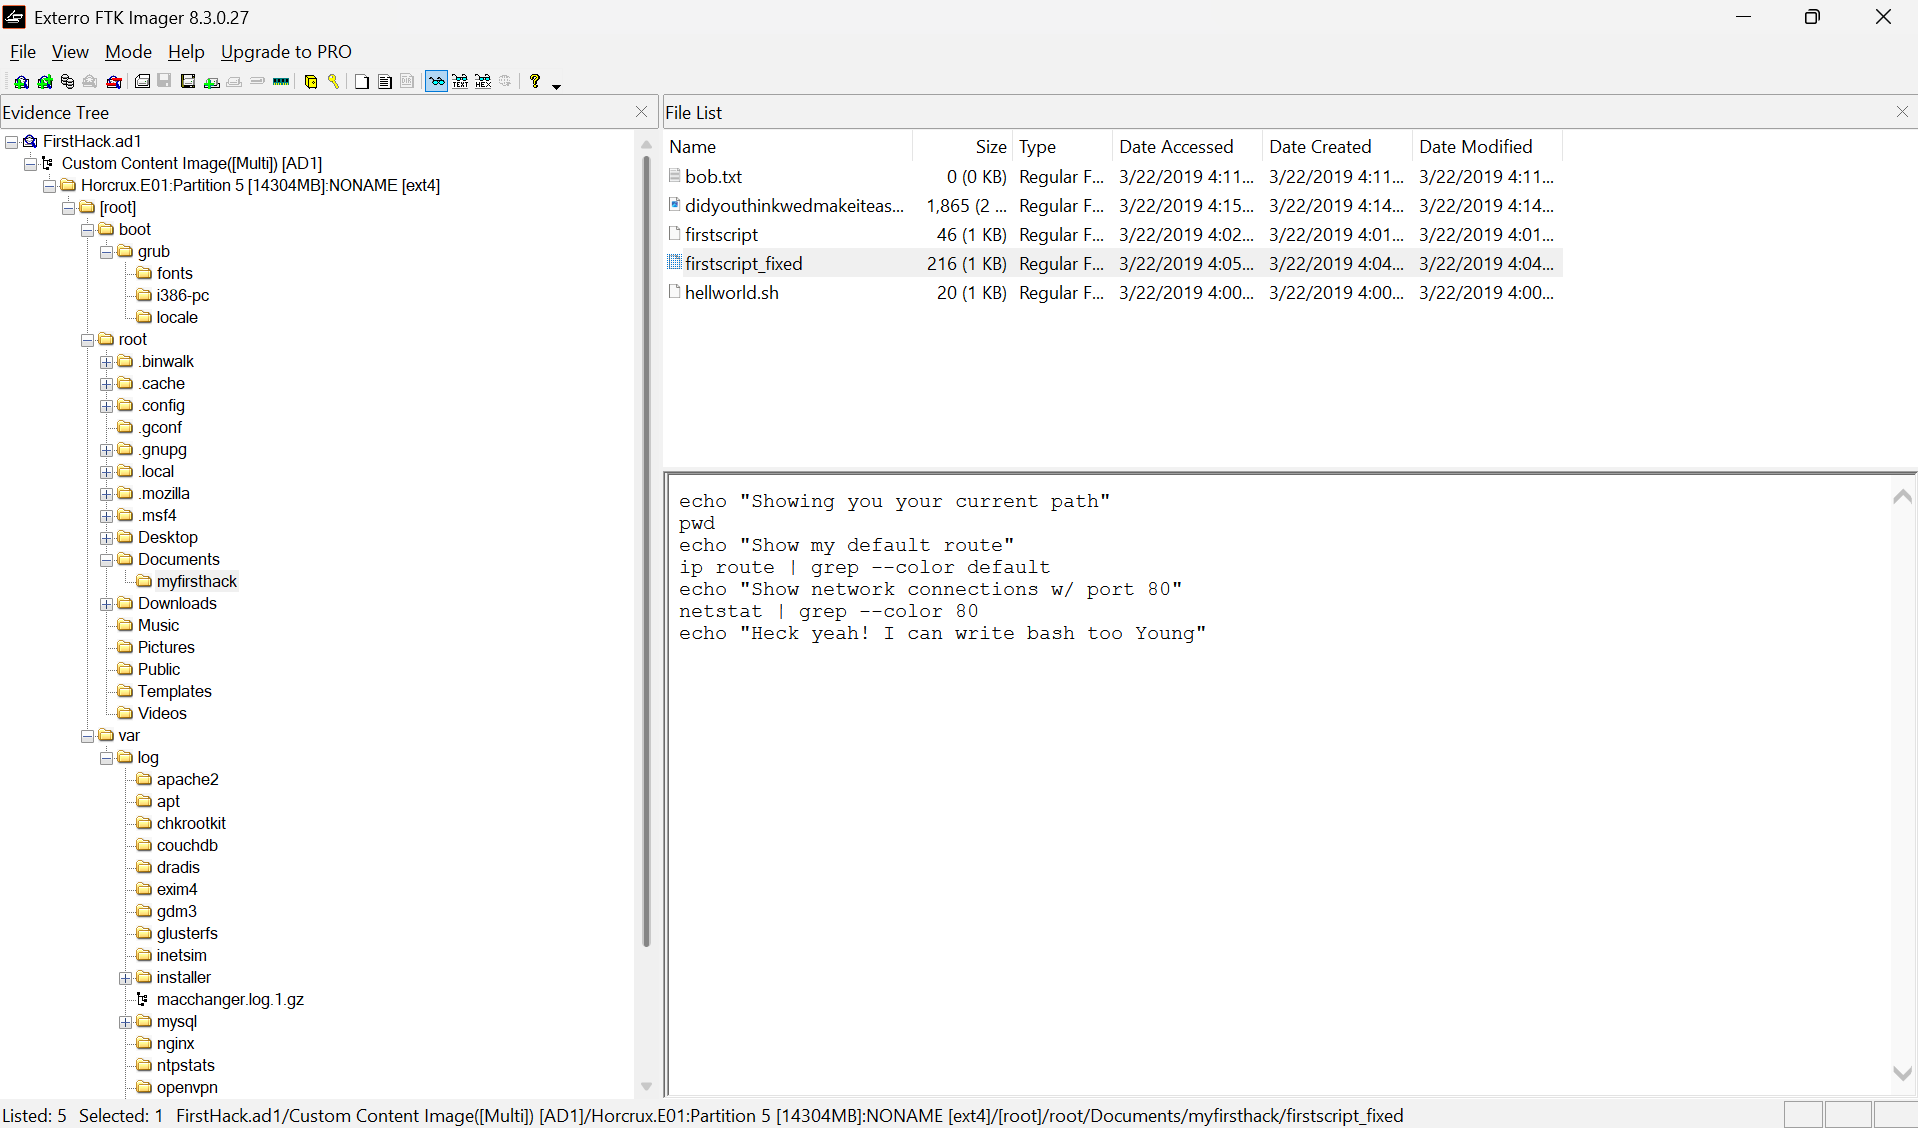 Exterro FTK Imager 8.3.0.27
File View Mode Help Upgrade to PRO
Evidence Tree
FirstHack.ad1
Custom Content Image([Multi]) [AD1]
Horcrux.E01:Partition 5 [14304MB]:NONAME [ext4]
[root]
boot
grub
fonts
i386-pc
locale
root
.binwalk
.cache
.config
.gconf
.gnupg
.local
.mozilla
.msf4
Desktop
Documents
myfirsthack
Downloads
Music
Pictures
Public
Templates
Videos
var
log
apache2
apt
chkrootkit
couchdb
dradis
exim4
gdm3
glusterfs
inetsim
installer
macchanger.log.1.gz
mysql
nginx
ntpstats
openvpn
File List
Name Size Type Date Accessed Date Created Date Modified
bob.txt 0 (0 KB) Regular F... 3/22/2019 4:11... 3/22/2019 4:11... 3/22/2019 4:11...
didyouthinkwedmakeiteas... 1,865 (2 ... Regular F... 3/22/2019 4:15... 3/22/2019 4:14... 3/22/2019 4:14...
firstscript 46 (1 KB) Regular F... 3/22/2019 4:02... 3/22/2019 4:01... 3/22/2019 4:01...
firstscript_fixed 216 (1 KB) Regular F... 3/22/2019 4:05... 3/22/2019 4:04... 3/22/2019 4:04...
hellworld.sh 20 (1 KB) Regular F... 3/22/2019 4:00... 3/22/2019 4:00... 3/22/2019 4:00...
echo "Showing you your current path"
pwd
echo "Show my default route"
ip route | grep --color default
echo "Show network connections w/ port 80"
netstat | grep --color 80
echo "Heck yeah! I can write bash too Young"
Listed: 5 Selected: 1 FirstHack.ad1/Custom Content Image([Multi]) [AD1]/Horcrux.E01:Partition 5 [14304MB]:NONAME [ext4]/[root]/root/Documents/myfirsthack/firstscript_fixed